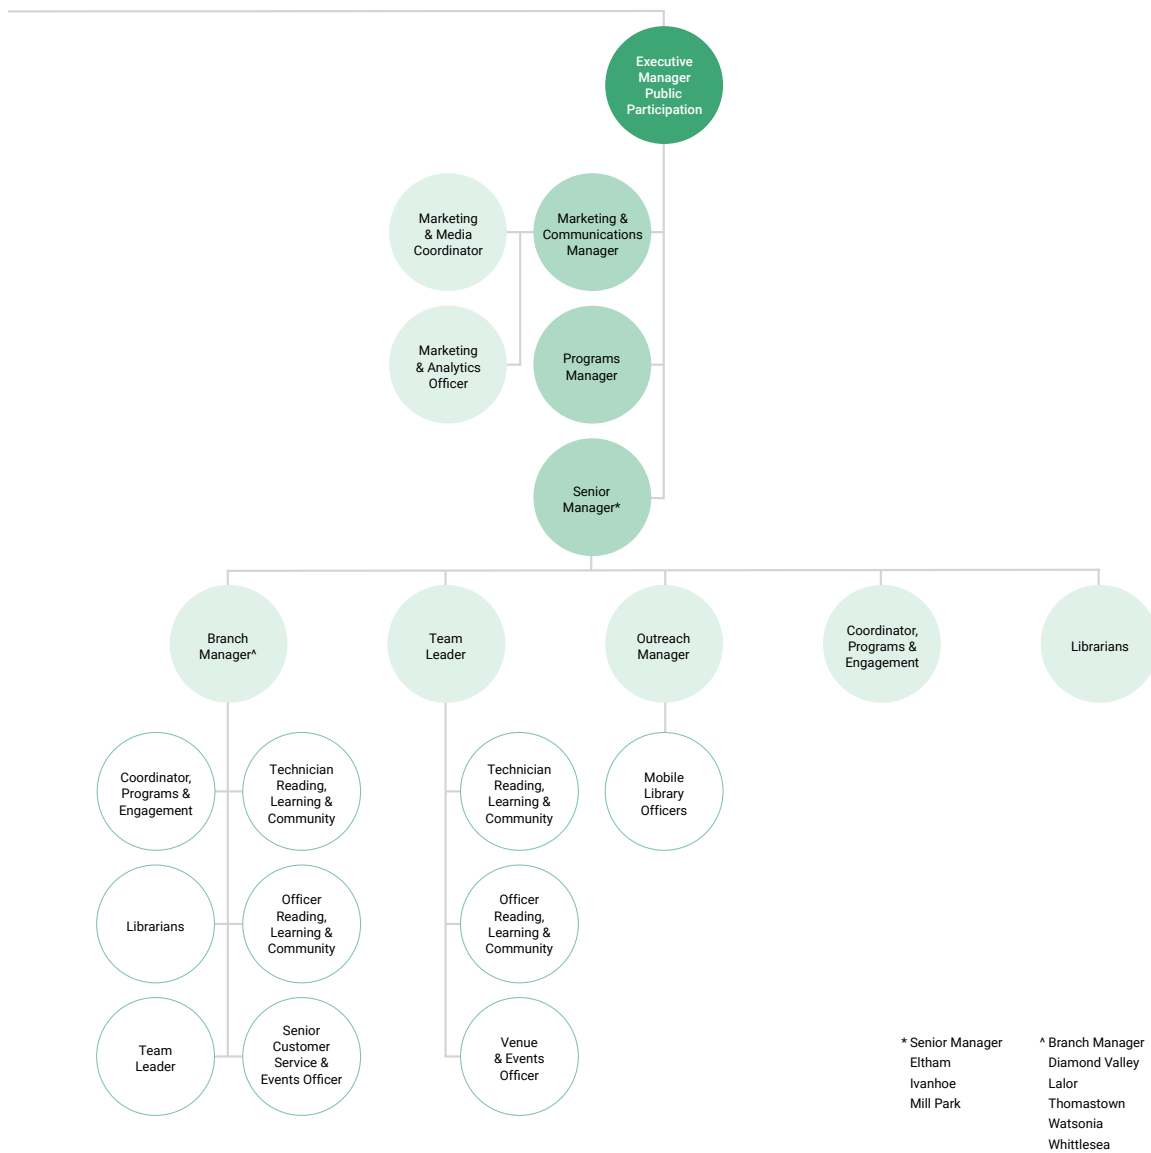 Executive
Manager
Public
Participation
Marketing
& Media
Coordinator
Marketing &
Communications
Manager
Marketing
& Analytics
Officer
Programs
Manager
Senior
Manager*
Branch
Manager^
Team
Leader
Outreach
Manager
Coordinator,
Programs &
Engagement
Librarians
Coordinator,
Programs &
Engagement
Technician
Reading,
Learning &
Community
Technician
Reading,
Learning &
Community
Mobile
Library
Officers
Librarians
Officer
Reading,
Learning &
Community
Officer
Reading,
Learning &
Community
Team
Leader
Senior
Customer
Service &
Events Officer
Venue
& Events
Officer
* Senior Manager
Eltham
Ivanhoe
Mill Park
^ Branch Manager
Diamond Valley
Lalor
Thomastown
Watsonia
Whittlesea